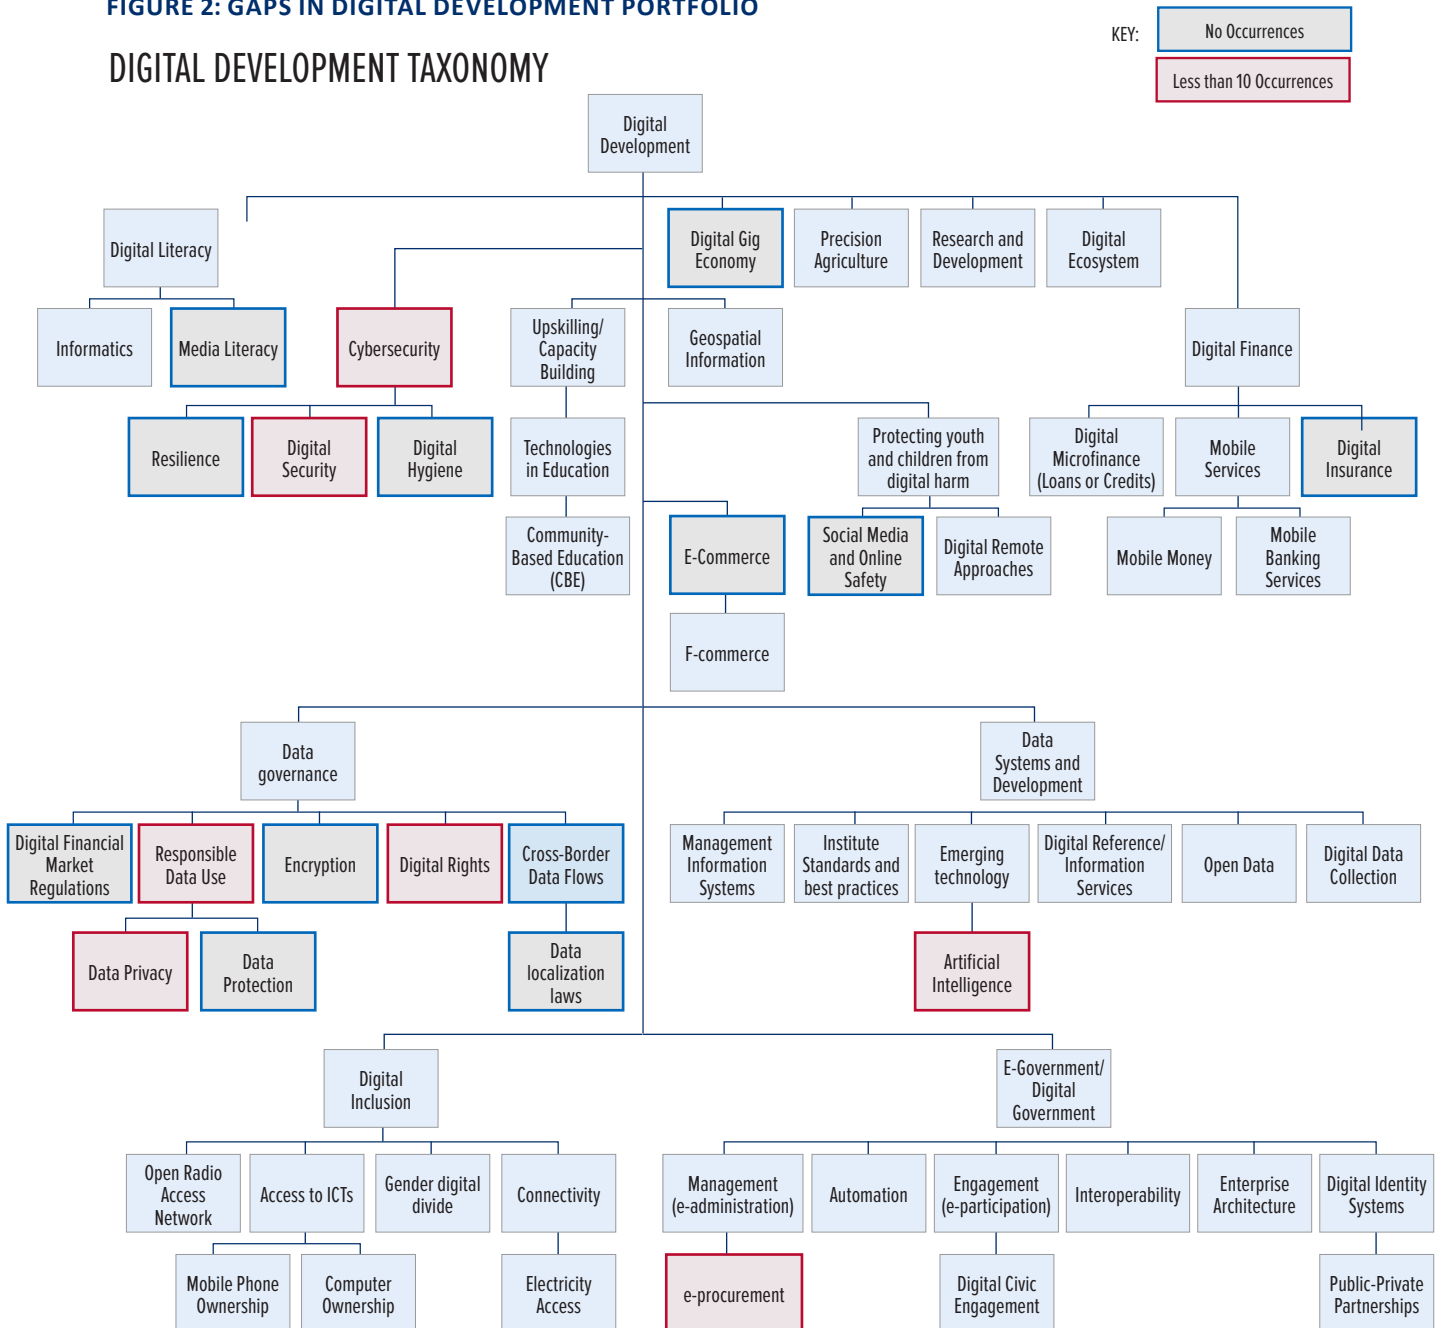 FIGURE 2: GAPS IN DIGITAL DEVELOPMENT PORTFOLIO
KEY:
No Occurrences
Less than 10 Occurrences
DIGITAL DEVELOPMENT TAXONOMY
Digital
Development
Digital Literacy
Digital Gig
Economy
Precision
Agriculture
Research and
Development
Digital
Ecosystem
Informatics
Media Literacy
Cybersecurity
Upskilling/
Capacity
Building
Geospatial
Information
Digital Finance
Resilience
Digital
Security
Digital
Hygiene
Technologies
in Education
Protecting youth
and children from
digital harm
Digital
Microfinance
(Loans or Credits)
Mobile
Services
Digital
Insurance
Community-
Based Education
(CBE)
E-Commerce
Social Media
and Online
Safety
Digital Remote
Approaches
Mobile Money
Mobile
Banking
Services
F-commerce
Data
governance
Data
Systems and
Development
Digital Financial
Market
Regulations
Responsible
Data Use
Encryption
Digital Rights
Cross-Border
Data Flows
Management
Information
Systems
Institute
Standards and
best practices
Emerging
technology
Digital Reference/
Information
Services
Open Data
Digital Data
Collection
Data Privacy
Data
Protection
Data
localization
laws
Artificial
Intelligence
Digital
Inclusion
E-Government/
Digital
Government
Open Radio
Access
Network
Access to ICTs
Gender digital
divide
Connectivity
Management
(e-administration)
Automation
Engagement
(e-participation)
Interoperability
Enterprise
Architecture
Digital Identity
Systems
Mobile Phone
Ownership
Computer
Ownership
Electricity
Access
e-procurement
Digital Civic
Engagement
Public-Private
Partnerships